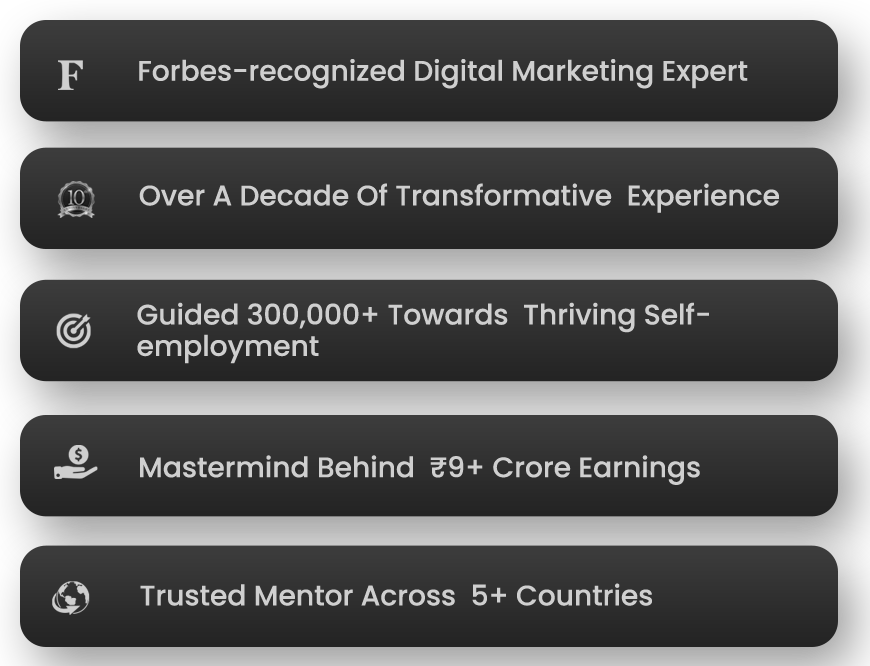 F
Forbes-recognized Digital Marketing Expert
10
Over A Decade Of Transformative Experience
Guided 300,000+ Towards Thriving Self-
employment
$
Mastermind Behind ₹9+ Crore Earnings
Trusted Mentor Across 5+ Countries